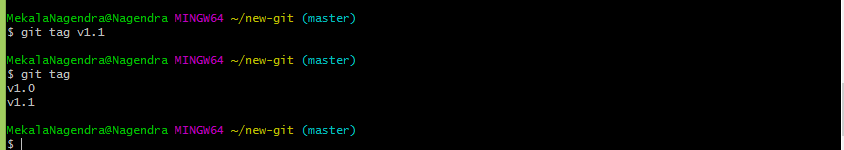 MekalaNagendra@Nagendra MINGW64 ~/new-git (master)
$ git tag v1.1
MekalaNagendra@Nagendra MINGW64 ~/new-git (master)
$ git tag
v1.0
v1.1
MekalaNagendra@Nagendra MINGW64 ~/new-git (master)
$